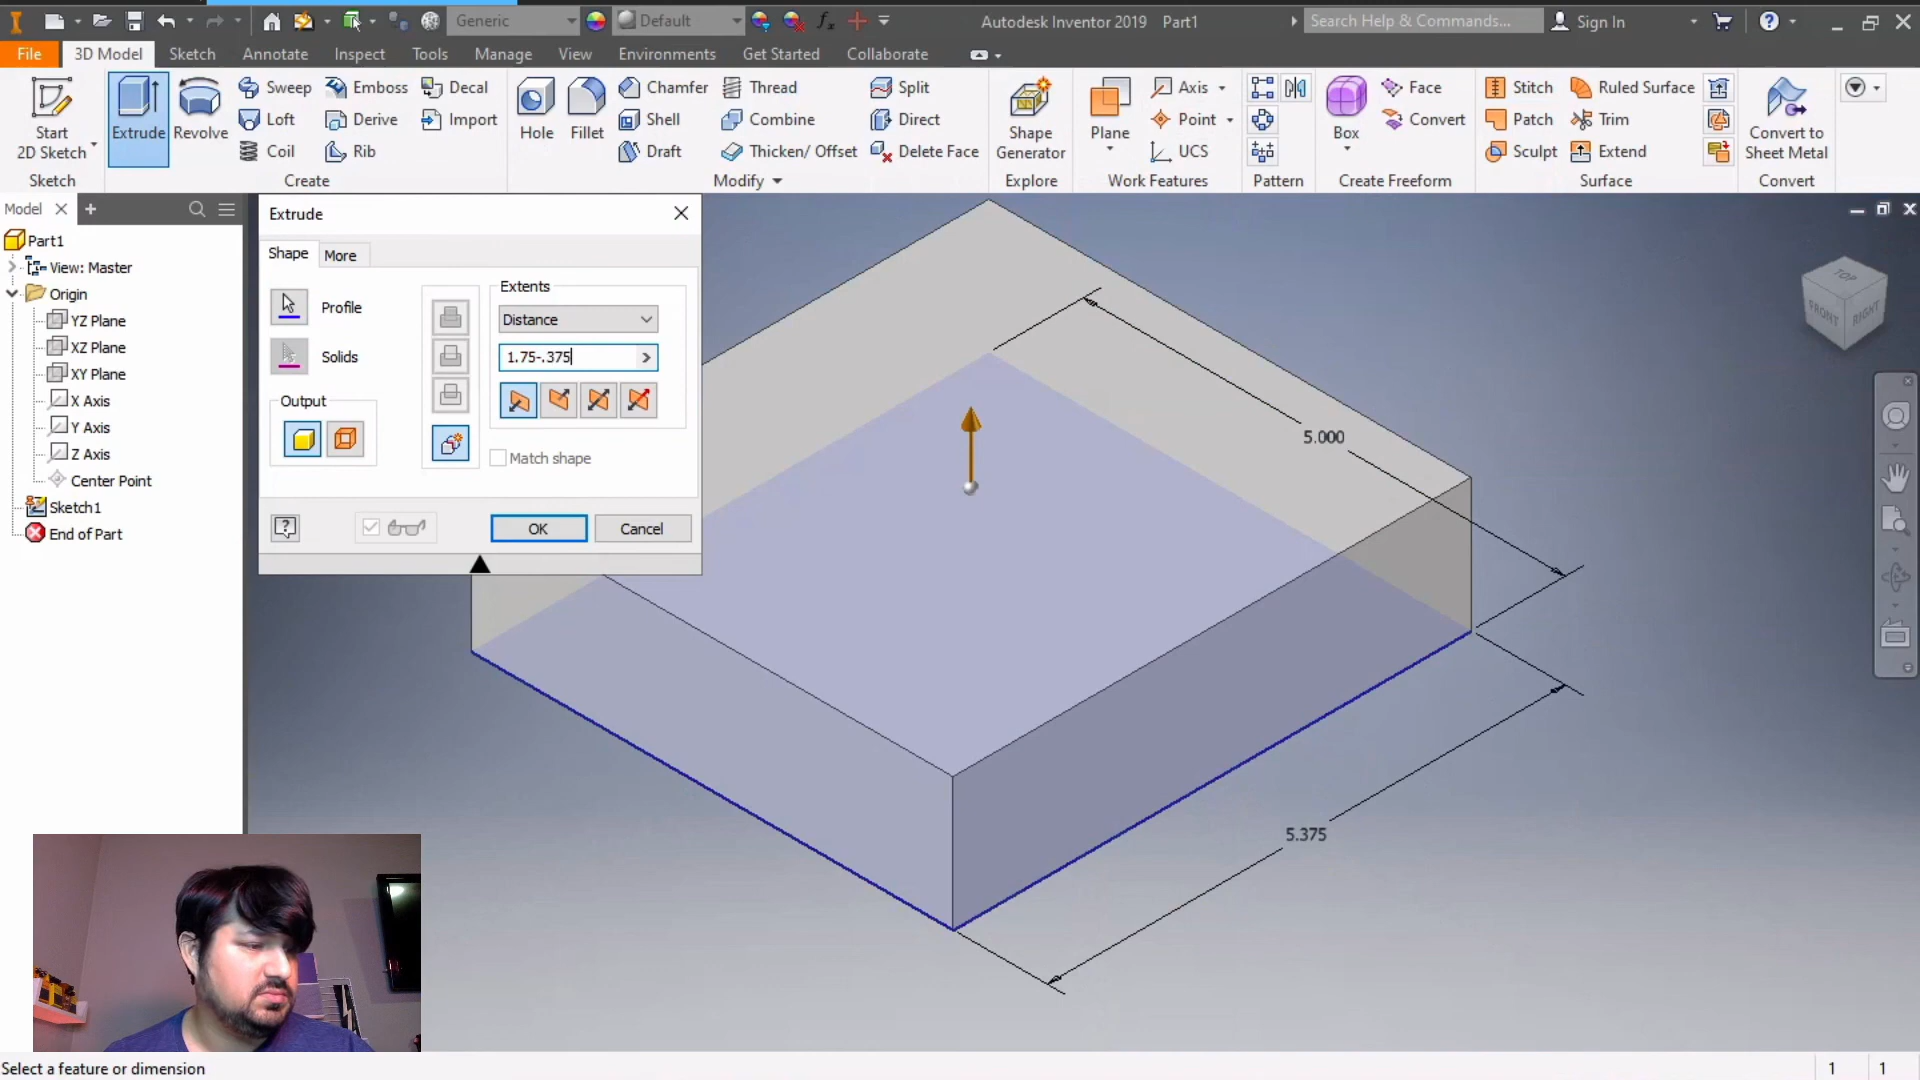 Generic
Default
Autodesk Inventor 2019 Part1
Search Help & Commands...
Sign In
File
3D Model
Sketch
Annotate
Inspect
Tools
Manage
View
Environments
Get Started
Collaborate
Start
2D Sketch
Sketch
Extrude
Revolve
Sweep
Loft
Coil
Emboss
Derive
Rib
Decal
Import
Create
Hole
Fillet
Chamfer
Shell
Draft
Thread
Combine
Thicken/ Offset
Split
Direct
Delete Face
Modify
Shape
Generator
Explore
Plane
Axis
Point
UCS
Work Features
Pattern
Box
Face
Convert
Create Freeform
Stitch
Patch
Sculpt
Ruled Surface
Trim
Extend
Surface
Convert to
Sheet Metal
Convert
Model
Part1
View: Master
Origin
YZ Plane
XZ Plane
XY Plane
X Axis
Y Axis
Z Axis
Center Point
Sketch1
End of Part
Extrude
Shape
More
Profile
Solids
Output
Extents
Distance
1.75-.375
Match shape
OK
Cancel
5.000
5.375
TOP
FRONT
RIGHT
Select a feature or dimension
1
1